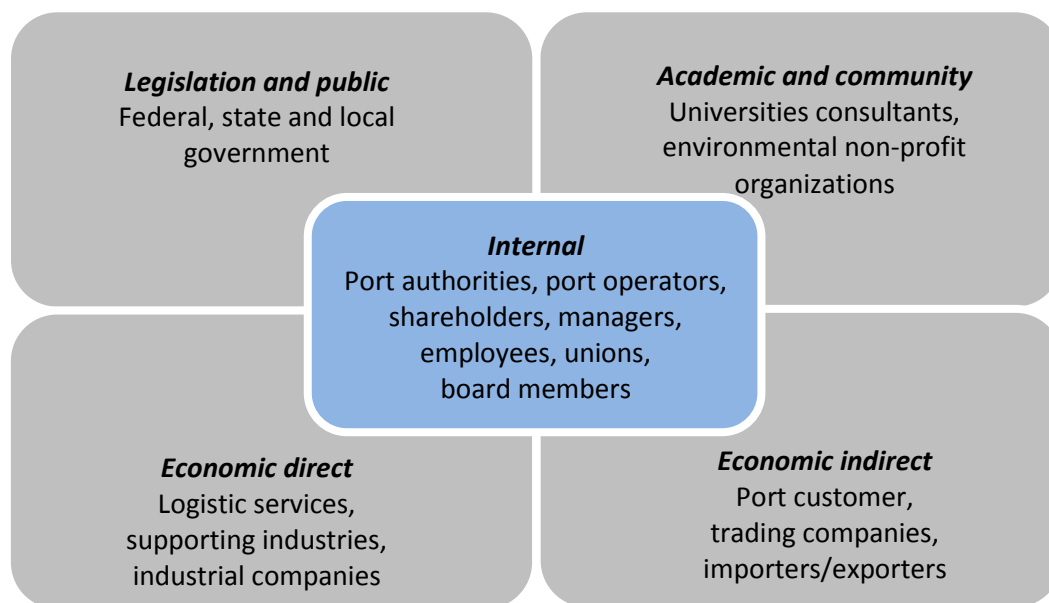 Legislation and public
Federal, state and local
government
Academic and community
Universities consultants,
environmental non-profit
organizations
Internal
Port authorities, port operators,
shareholders, managers,
employees, unions,
board members
Economic direct
Logistic services,
supporting industries,
industrial companies
Economic indirect
Port customer,
trading companies,
importers/exporters